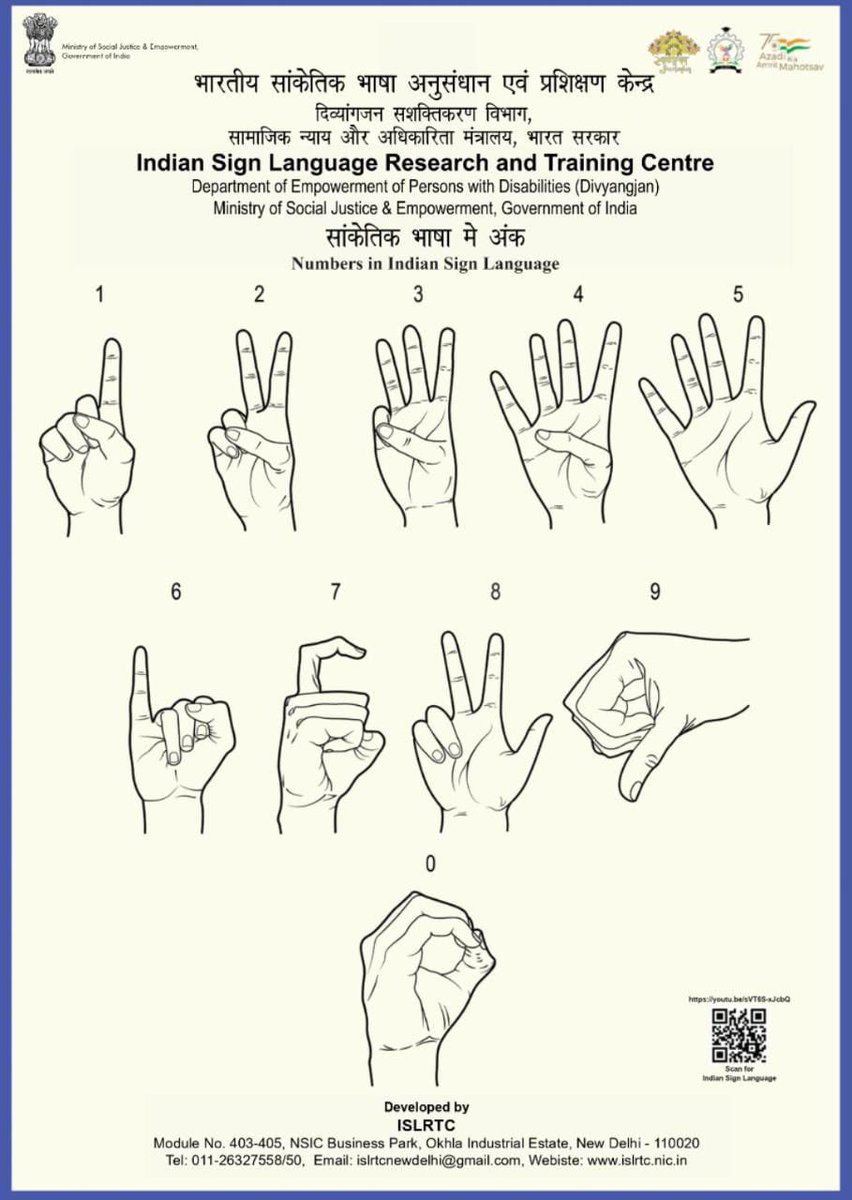 Ministry of Social Justice & Empowerment,
Government of India
सत्यमेव जयते
75
Azadi Ka
Amrit Mahotsav
भारतीय सांकेतिक भाषा अनुसंधान एवं प्रशिक्षण केन्द्र
दिव्यांगजन सशक्तिकरण विभाग,
सामाजिक न्याय और अधिकारिता मंत्रालय, भारत सरकार
Indian Sign Language Research and Training Centre
Department of Empowerment of Persons with Disabilities (Divyangjan)
Ministry of Social Justice & Empowerment, Government of India
सांकेतिक भाषा मे अंक
Numbers in Indian Sign Language
1 2 3 4 5
6 7 8 9
0
https://youtu.be/sVT6S-xJcbQ
Scan for
Indian Sign Language
Developed by
ISLRTC
Module No. 403-405, NSIC Business Park, Okhla Industrial Estate, New Delhi - 110020
Tel: 011-26327558/50, Email: islrtcnewdelhi@gmail.com, Webiste: www.islrtc.nic.in